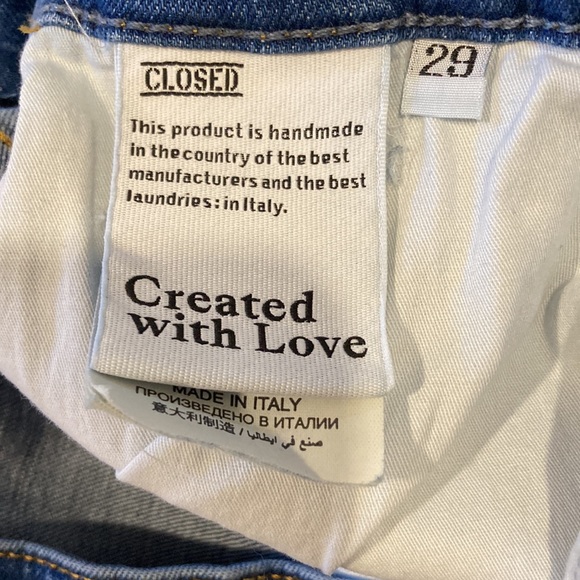 CLOSED
29
This product is handmade
in the country of the best
manufacturers and the best
laundries: in Italy.
Created
with Love
MADE IN ITALY
ПРОИЗВЕДЕНО В ИТАЛИИ
意大利制造 / صنع في ايطاليا